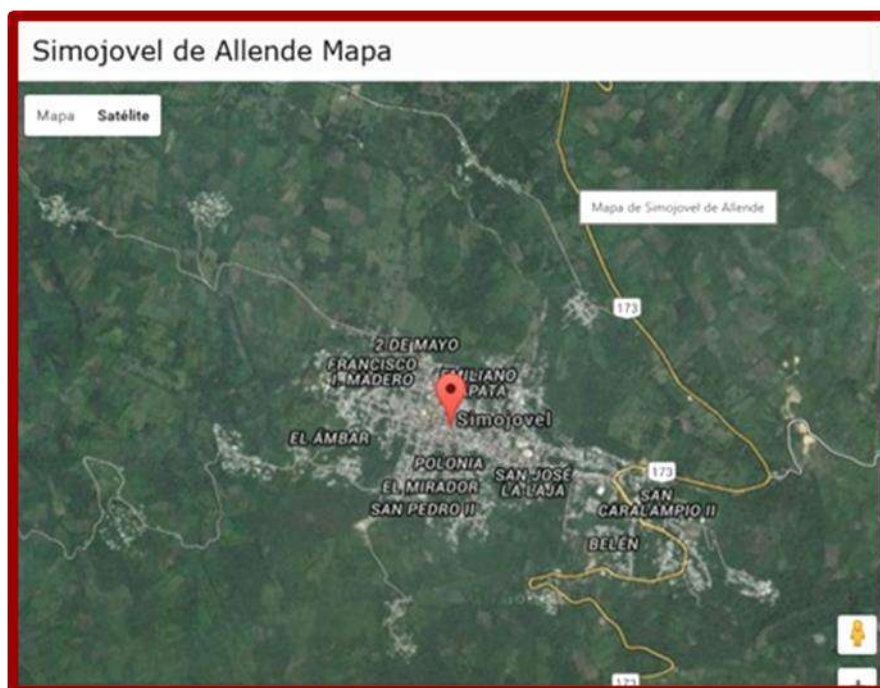 Simojovel de Allende Mapa
Mapa Satélite
Mapa de Simojovel de Allende
173
2 DE MAYO
FRANCISCO
I. MADERO
EMILIANO
ZAPATA
Simojovel
EL ÁMBAR
POLONIA
EL MIRADOR
SAN PEDRO II
SAN JOSÉ
LA LAJA
173
SAN
CARALAMPIO II
BELÉN
173